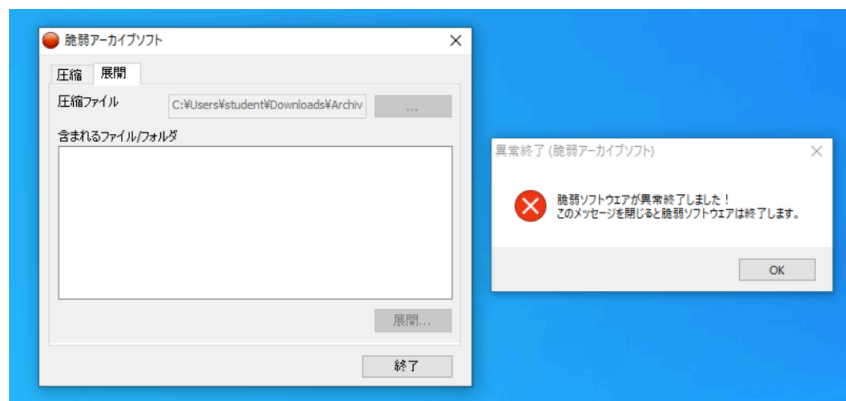 脆弱アーカイブソフト
圧縮
展開
圧縮ファイル
C:¥Users¥student¥Downloads¥Archiv
...
含まれるファイル/フォルダ
展開...
終了
異常終了 (脆弱アーカイブソフト)
脆弱ソフトウエアが異常終了しました！
このメッセージを閉じると脆弱ソフトウエアは終了します。
OK